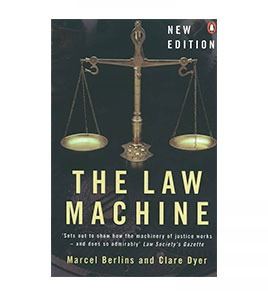 NEW
EDITION
THE LAW
MACHINE
'Sets out to show how the machinery of justice works
– and does so admirably' Law Society's Gazette
Marcel Berlins and Clare Dyer